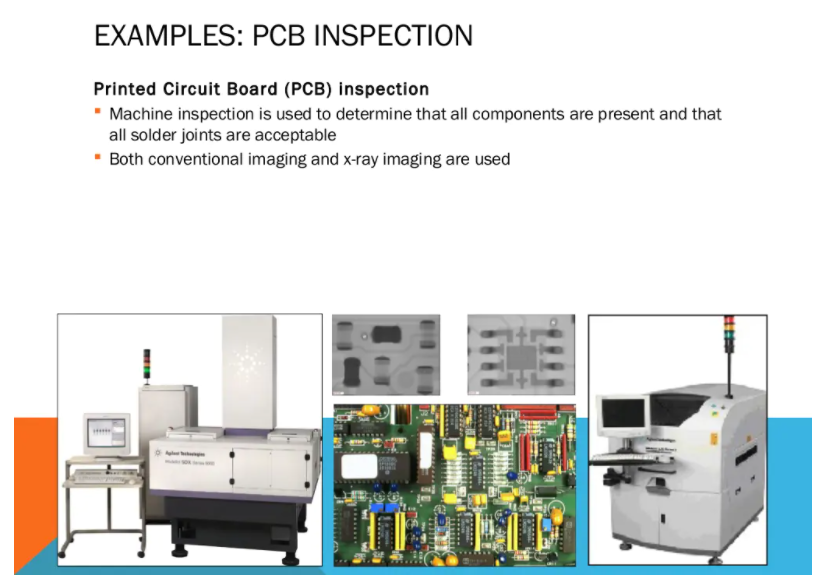 EXAMPLES: PCB INSPECTION
Printed Circuit Board (PCB) inspection
Machine inspection is used to determine that all components are present and that
all solder joints are acceptable
Both conventional imaging and x-ray imaging are used
Agilent Technologies